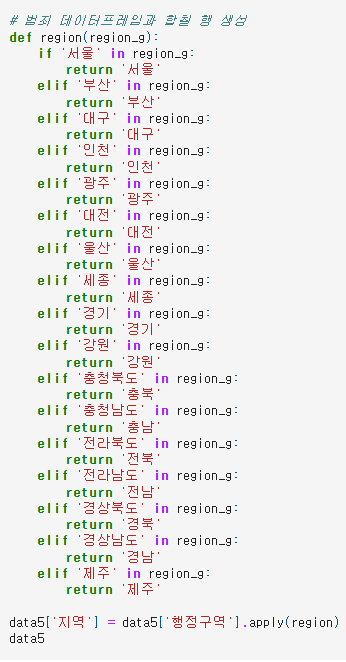 # 범죄 데이터프레임과 합칠 행 생성
def region(region_g):
    if '서울' in region_g:
        return '서울'
    elif '부산' in region_g:
        return '부산'
    elif '대구' in region_g:
        return '대구'
    elif '인천' in region_g:
        return '인천'
    elif '광주' in region_g:
        return '광주'
    elif '대전' in region_g:
        return '대전'
    elif '울산' in region_g:
        return '울산'
    elif '세종' in region_g:
        return '세종'
    elif '경기' in region_g:
        return '경기'
    elif '강원' in region_g:
        return '강원'
    elif '충청북도' in region_g:
        return '충북'
    elif '충청남도' in region_g:
        return '충남'
    elif '전라북도' in region_g:
        return '전북'
    elif '전라남도' in region_g:
        return '전남'
    elif '경상북도' in region_g:
        return '경북'
    elif '경상남도' in region_g:
        return '경남'
    elif '제주' in region_g:
        return '제주'

data5['지역'] = data5['행정구역'].apply(region)
data5